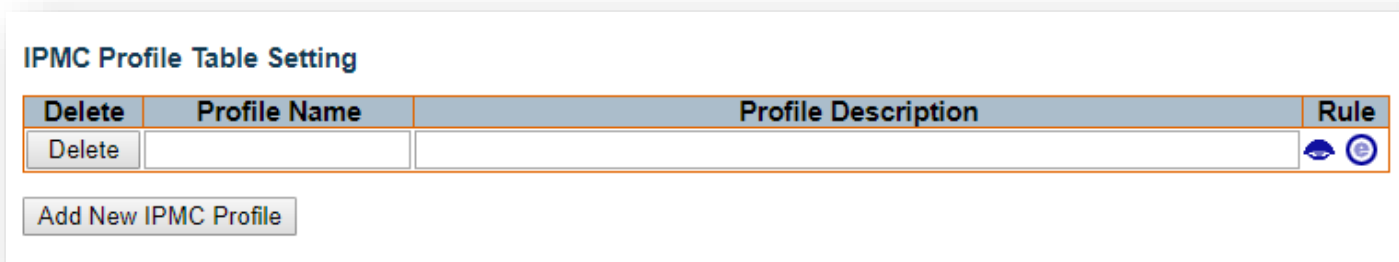 IPMC Profile Table Setting
Delete Profile Name Profile Description Rule
Delete
Add New IPMC Profile